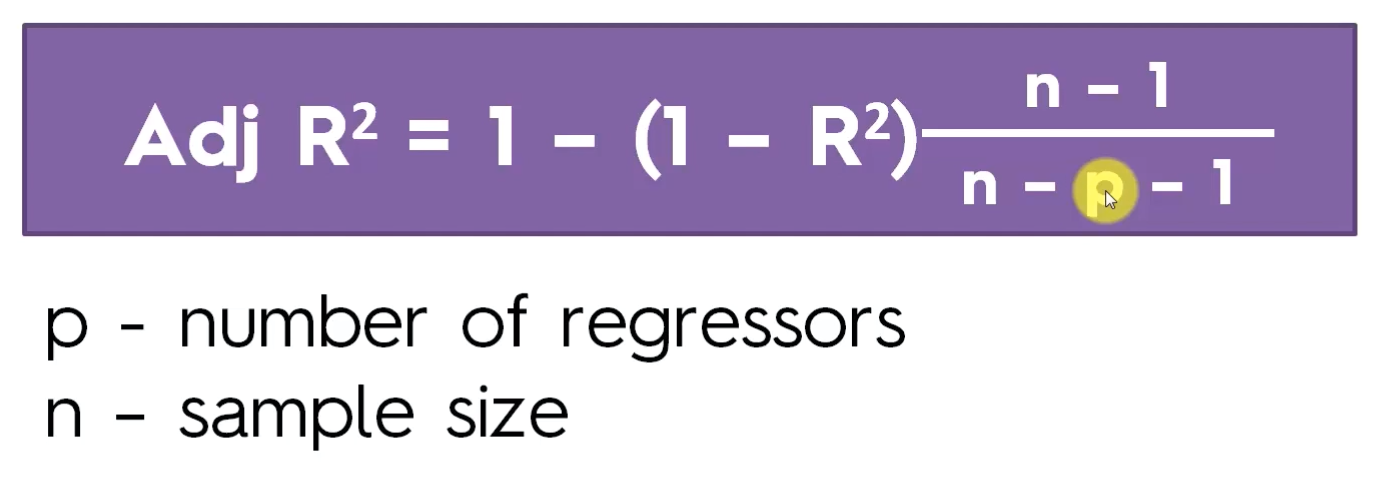 Adj R² = 1 – (1 – R²) n – 1
n – p – 1
p - number of regressors
n - sample size